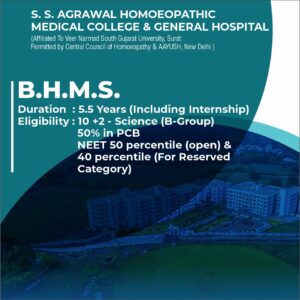 S. S. AGRAWAL HOMOEOPATHIC
MEDICAL COLLEGE & GENERAL HOSPITAL
(Affiliated To Veer Narmad South Gujarat University, Surat
Permitted by Central Council of Homoeopathy & AAYUSH, New Delhi )
B.H.M.S.
Duration : 5.5 Years (Including Internship)
Eligibility : 10 +2 - Science (B-Group)
50% in PCB
NEET 50 percentile (open) &
40 percentile (For Reserved
Category)